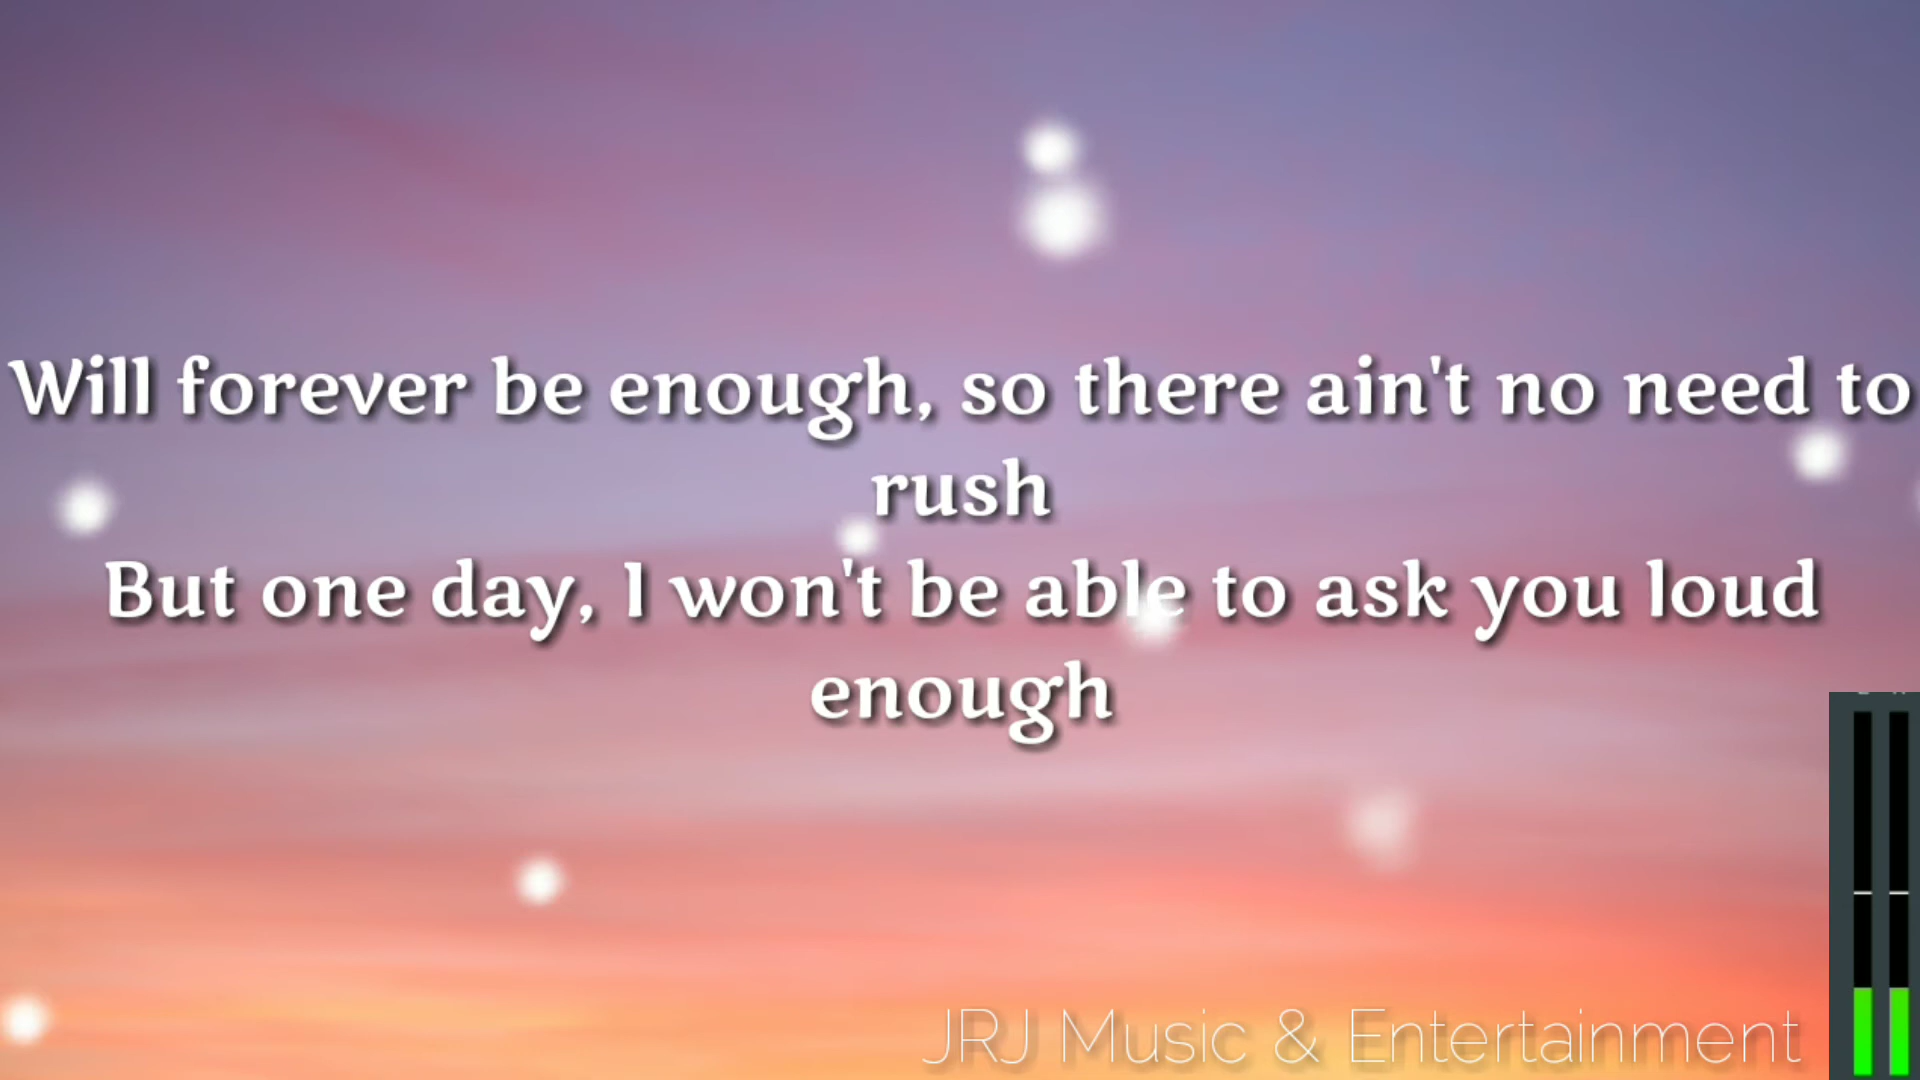 Will forever be enough, so there ain't no need to
rush
But one day, I won't be able to ask you loud
enough
JRJ Music & Entertainment